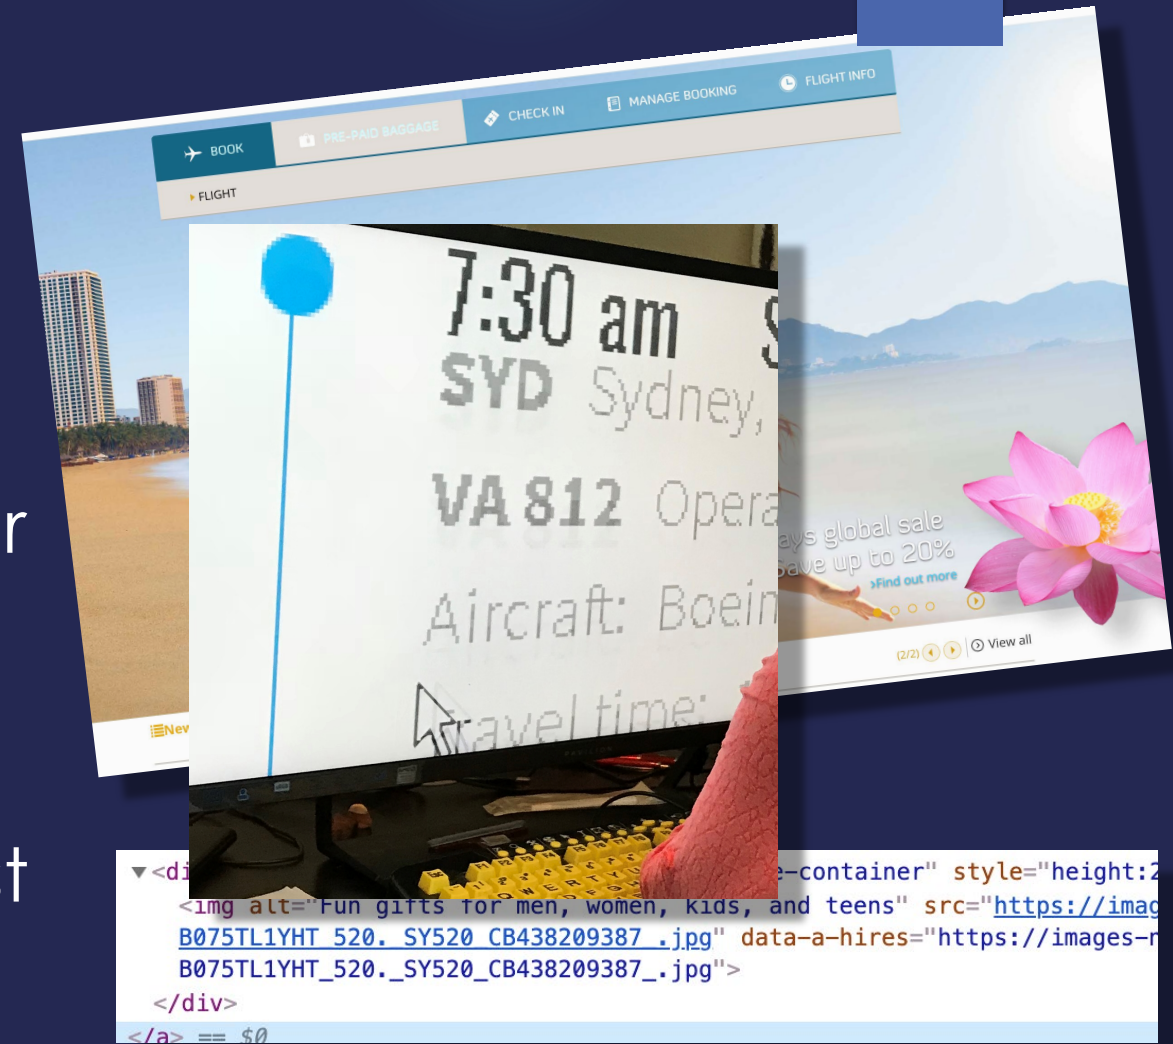 BOOK
PRE-PAID BAGGAGE
CHECK IN
MANAGE BOOKING
FLIGHT INFO
FLIGHT
7:30 am S
SYD Sydney,
VA 812 Opera
Aircraft: Boein
Travel time:
r
ays global sale
save up to 20%
>Find out more
(2/2)
View all
New
st
<di e-container" style="height:2
<img alt="Fun gifts for men, women, kids, and teens" src="https://imag
B075TL1YHT_520._SY520_CB438209387_.jpg" data-a-hires="https://images-n
B075TL1YHT_520._SY520_CB438209387_.jpg">
</div>
</a> == $0